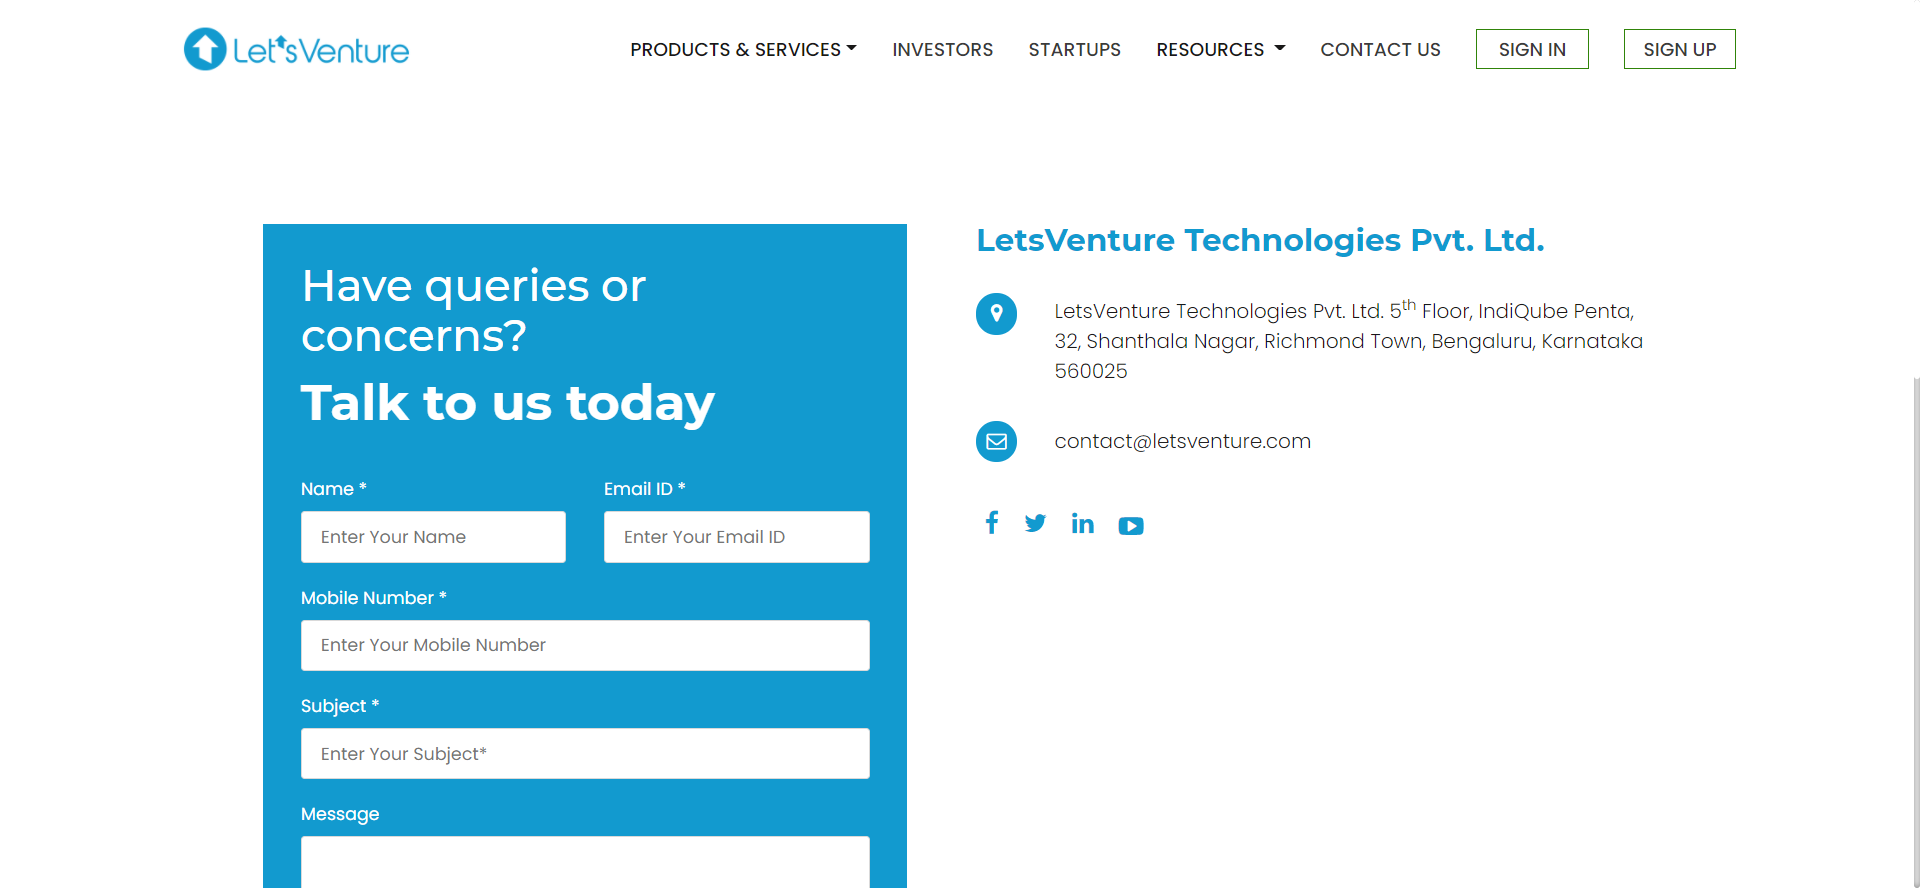 Let'sVenture
PRODUCTS & SERVICES
INVESTORS
STARTUPS
RESOURCES
CONTACT US
SIGN IN
SIGN UP
Have queries or
concerns?
Talk to us today
Name *
Email ID *
Enter Your Name
Enter Your Email ID
Mobile Number *
Enter Your Mobile Number
Subject *
Enter Your Subject*
Message
LetsVenture Technologies Pvt. Ltd.
LetsVenture Technologies Pvt. Ltd. 5th Floor, IndiQube Penta,
32, Shanthala Nagar, Richmond Town, Bengaluru, Karnataka
560025
contact@letsventure.com